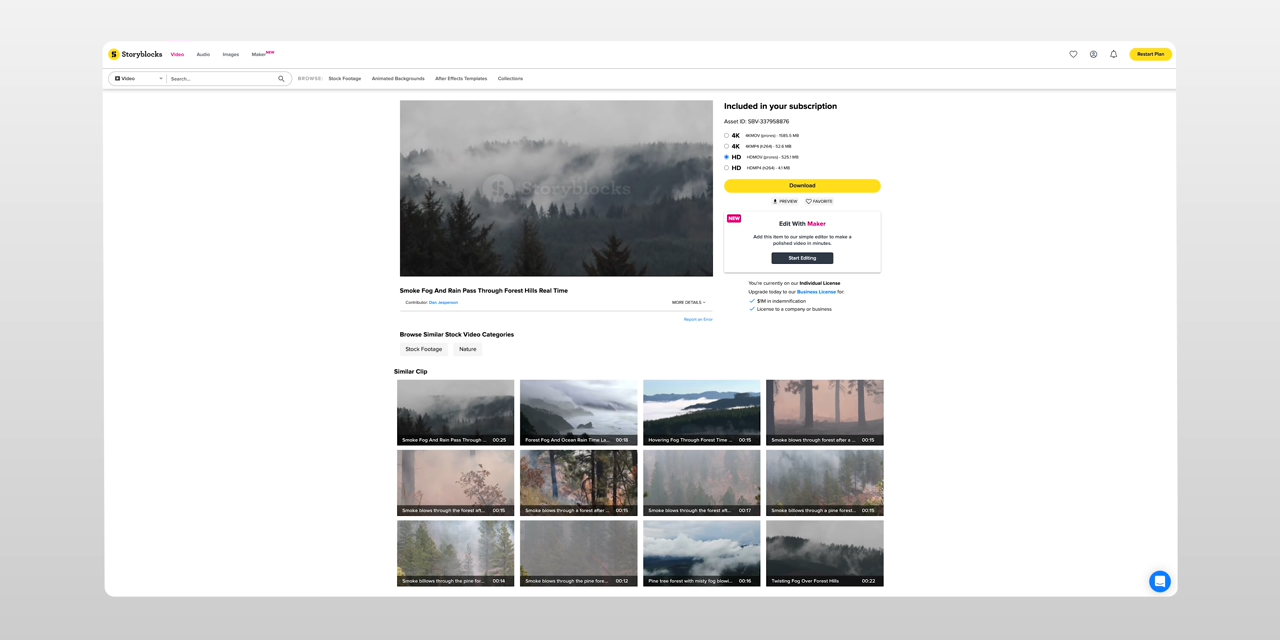 Storyblocks
Video
Audio
Images
Maker NEW
Restart Plan
Video
Search...
BROWSE:
Stock Footage
Animated Backgrounds
After Effects Templates
Collections
Storyblocks
Included in your subscription
Asset ID: SBV-337958876
4K 4KMOV (prores) - 1585.5 MB
4K 4KMP4 (h264) - 52.6 MB
HD HDMOV (prores) - 525.1 MB
HD HDMP4 (h264) - 4.1 MB
Download
PREVIEW
FAVORITE
NEW
Edit With Maker
Add this item to our simple editor to make a
polished video in minutes.
Start Editing
You're currently on our Individual License
Upgrade today to our Business License for:
$1M in indemnification
License to a company or business
Smoke Fog And Rain Pass Through Forest Hills Real Time
Contributor: Dan Jesperson
MORE DETAILS
Report an Error
Browse Similar Stock Video Categories
Stock Footage
Nature
Similar Clip
Smoke Fog And Rain Pass Through ... 00:25
Forest Fog And Ocean Rain Time La... 00:18
Hovering Fog Through Forest Time ... 00:15
Smoke blows through forest after a ... 00:15
Smoke blows through the forest aft... 00:15
Smoke blows through a forest after ... 00:15
Smoke blows through the forest aft... 00:17
Smoke billows through a pine forest... 00:15
Smoke billows through the pine for... 00:14
Smoke blows through the pine fore... 00:12
Pine tree forest with misty fog blowi... 00:16
Twisting Fog Over Forest Hills 00:22